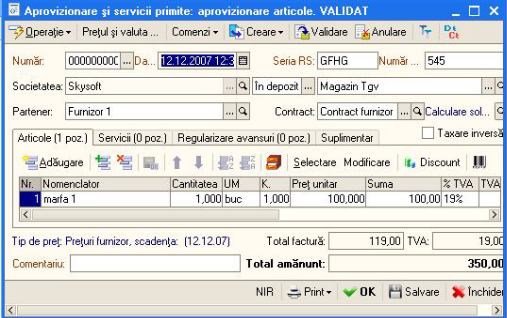 Aprovizionare şi servicii primite: aprovizionare articole. VALIDAT
Operaţie Preţul şi valuta ... Comenzi Creare Validare Anulare Tт Dт Cт
Număr: 00000000C ... Da... 12.12.2007 12:3 Seria RS: GFHG Număr ... 545
Societatea: Skysoft ... În depozit ... Magazin Tgv ...
Partener: Furnizor 1 ... Contract: Contract furnizor ... Calculare sol...
Articole (1 poz.) Servicii (0 poz.) Regularizare avansuri (0 poz.) Suplimentar Taxare inversă
Adăugare Selectare Modificare Discount
Nr. Nomenclator Cantitatea UM K. Preţ unitar Suma % TVA TVA
1 marfa 1 1,000 buc 1,000 100,000 100,00 19%
Tip de preţ: Preţuri furnizor, scadenţa: (12.12.07) Total factură: 119,00 TVA: 19,00
Comentariu: Total amănunt: 350,00
NIR Print OK Salvare Închider